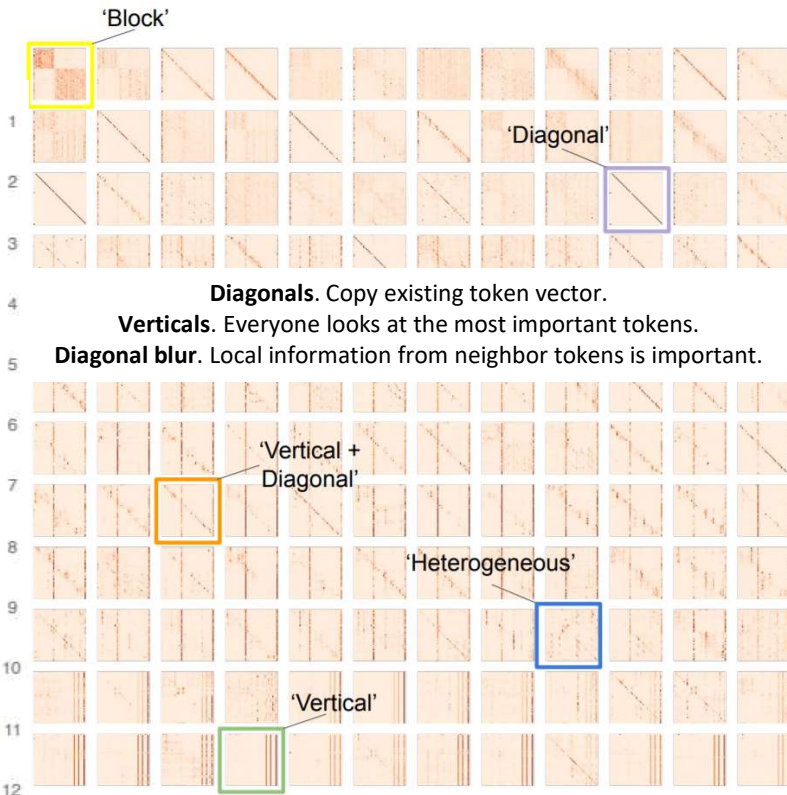 ‘Block’
1
‘Diagonal’
2
3
Diagonals. Copy existing token vector.
4
Verticals. Everyone looks at the most important tokens.
Diagonal blur. Local information from neighbor tokens is important.
5
6
‘Vertical +
Diagonal’
7
8
‘Heterogeneous’
9
10
‘Vertical’
11
12